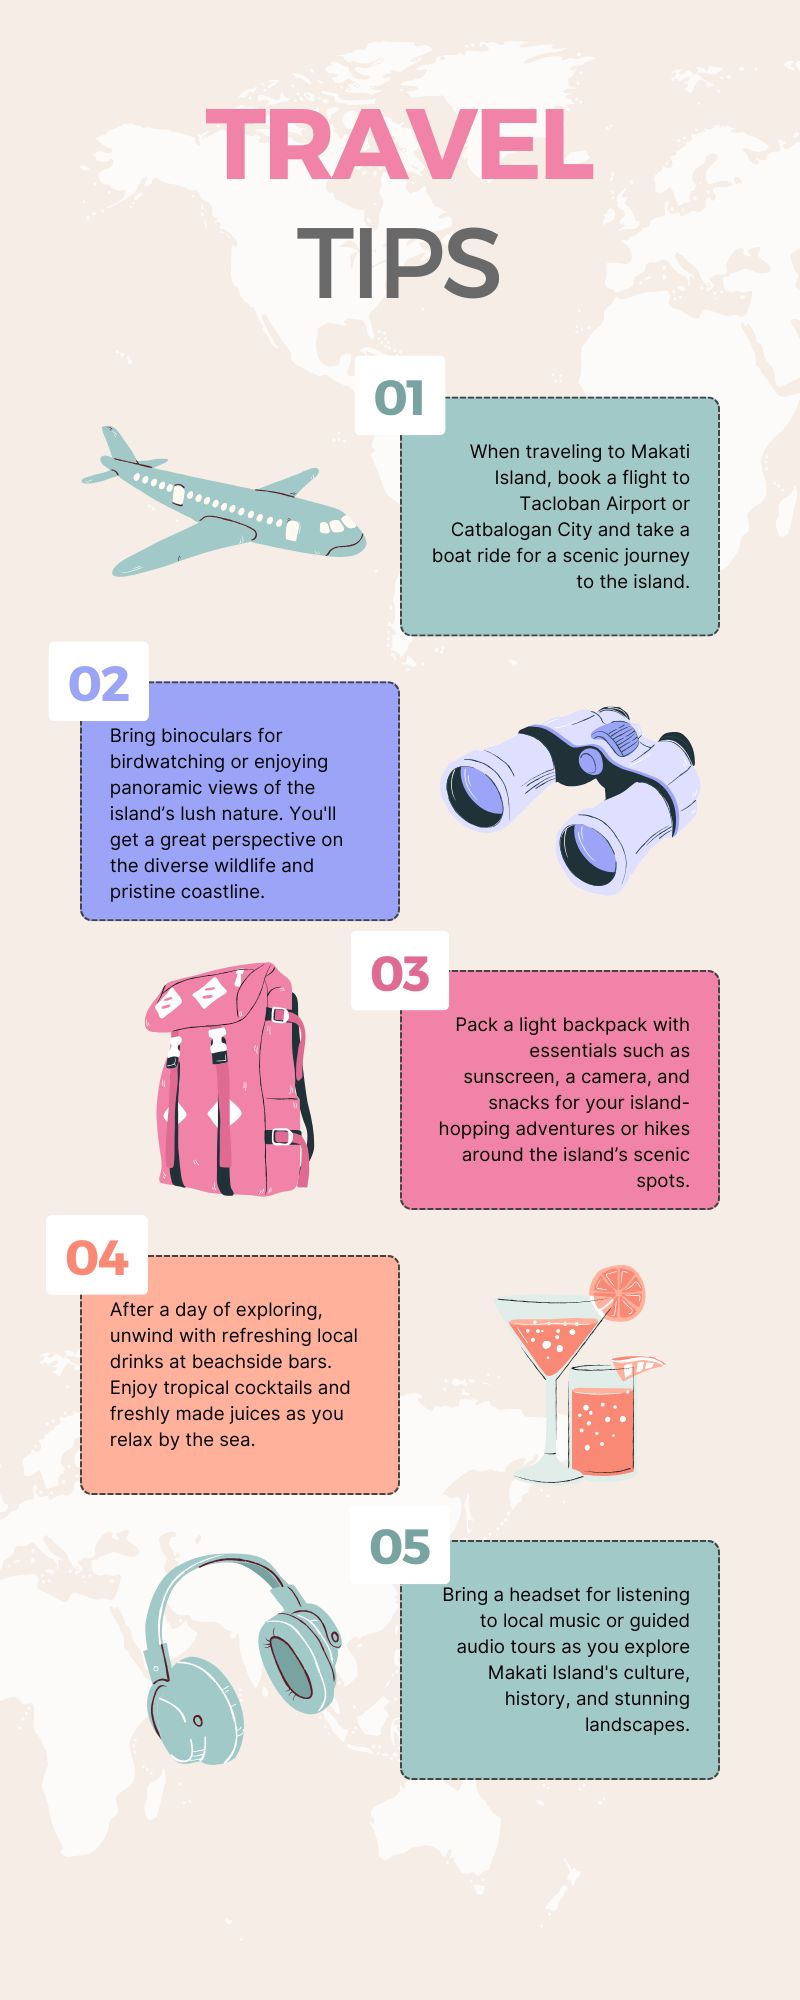 TRAVEL
TIPS
01
When traveling to Makati
Island, book a flight to
Tacloban Airport or
Catbalogan City and take a
boat ride for a scenic journey
to the island.
02
Bring binoculars for
birdwatching or enjoying
panoramic views of the
island’s lush nature. You'll
get a great perspective on
the diverse wildlife and
pristine coastline.
03
Pack a light backpack with
essentials such as
sunscreen, a camera, and
snacks for your island-
hopping adventures or hikes
around the island’s scenic
spots.
04
After a day of exploring,
unwind with refreshing local
drinks at beachside bars.
Enjoy tropical cocktails and
freshly made juices as you
relax by the sea.
05
Bring a headset for listening
to local music or guided
audio tours as you explore
Makati Island's culture,
history, and stunning
landscapes.